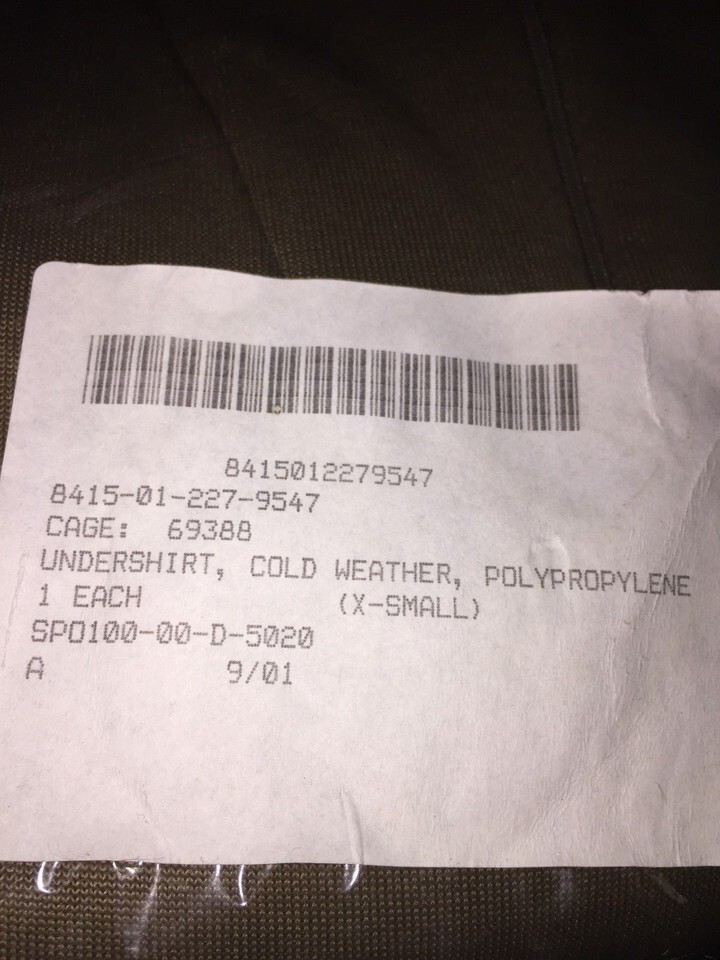 8415012279547
8415-01-227-9547
CAGE: 69388
UNDERSHIRT, COLD WEATHER, POLYPROPYLENE
1 EACH (X-SMALL)
SPO100-00-D-5020
A 9/01